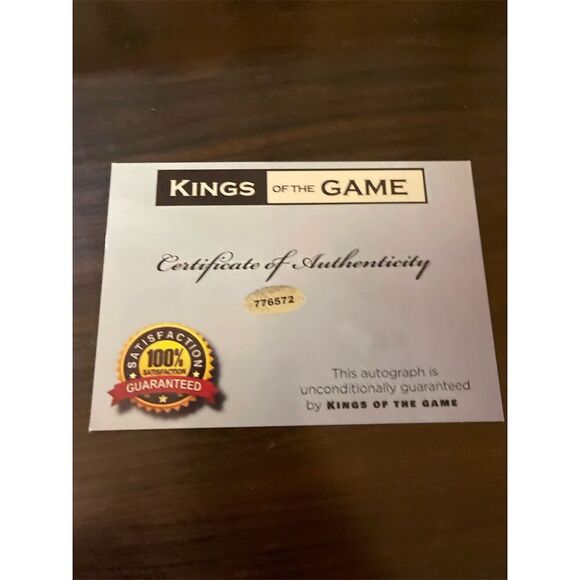 KINGS OF THE GAME
Certificate of Authenticity
776572
SATISFACTION
100%
SATISFACTION
GUARANTEED
This autograph is
unconditionally guaranteed
by KINGS OF THE GAME